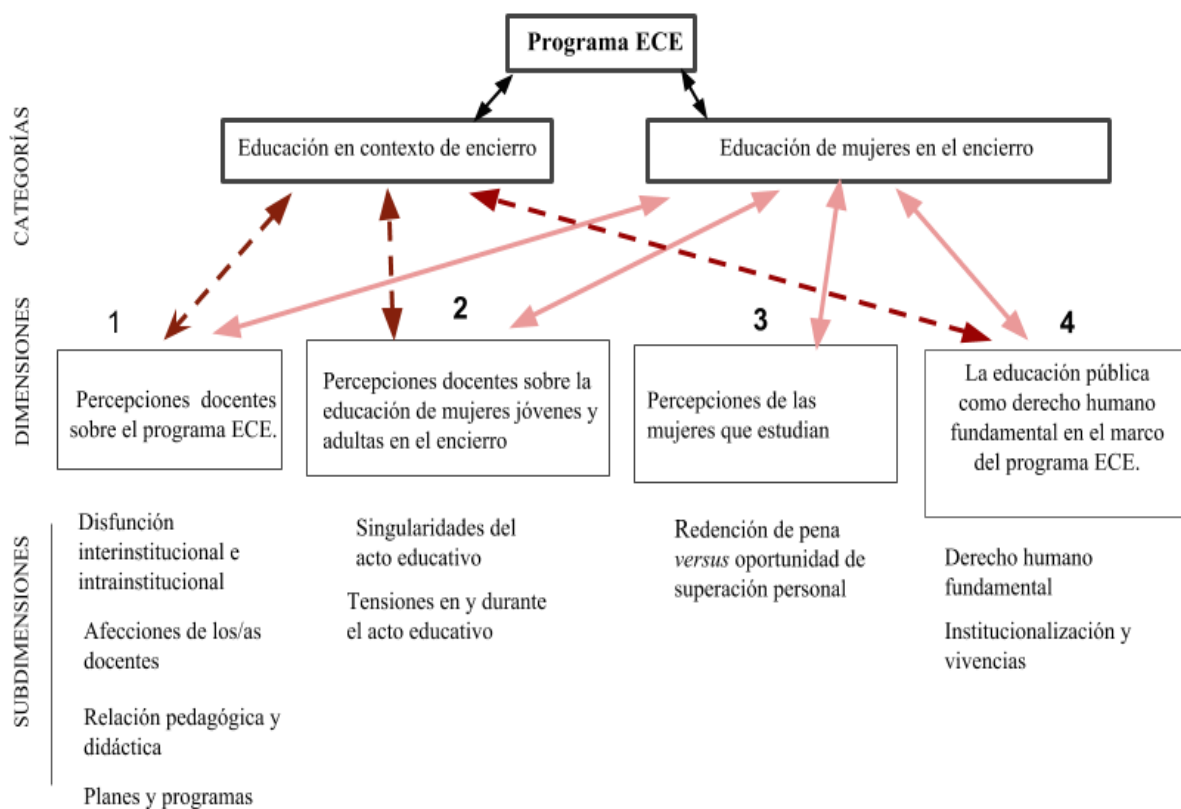 Programa ECE
CATEGORÍAS
Educación en contexto de encierro
Educación de mujeres en el encierro
DIMENSIONES
1
Percepciones docentes
sobre el programa ECE.
2
Percepciones docentes sobre la
educación de mujeres jóvenes y
adultas en el encierro
3
Percepciones de las
mujeres que estudian
4
La educación pública
como derecho humano
fundamental en el marco
del programa ECE.
SUBDIMENSIONES
Disfunción
interinstitucional e
intrainstitucional
Afecciones de los/as
docentes
Relación pedagógica y
didáctica
Planes y programas
Singularidades del
acto educativo
Tensiones en y durante
el acto educativo
Redención de pena
versus oportunidad de
superación personal
Derecho humano
fundamental
Institucionalización y
vivencias